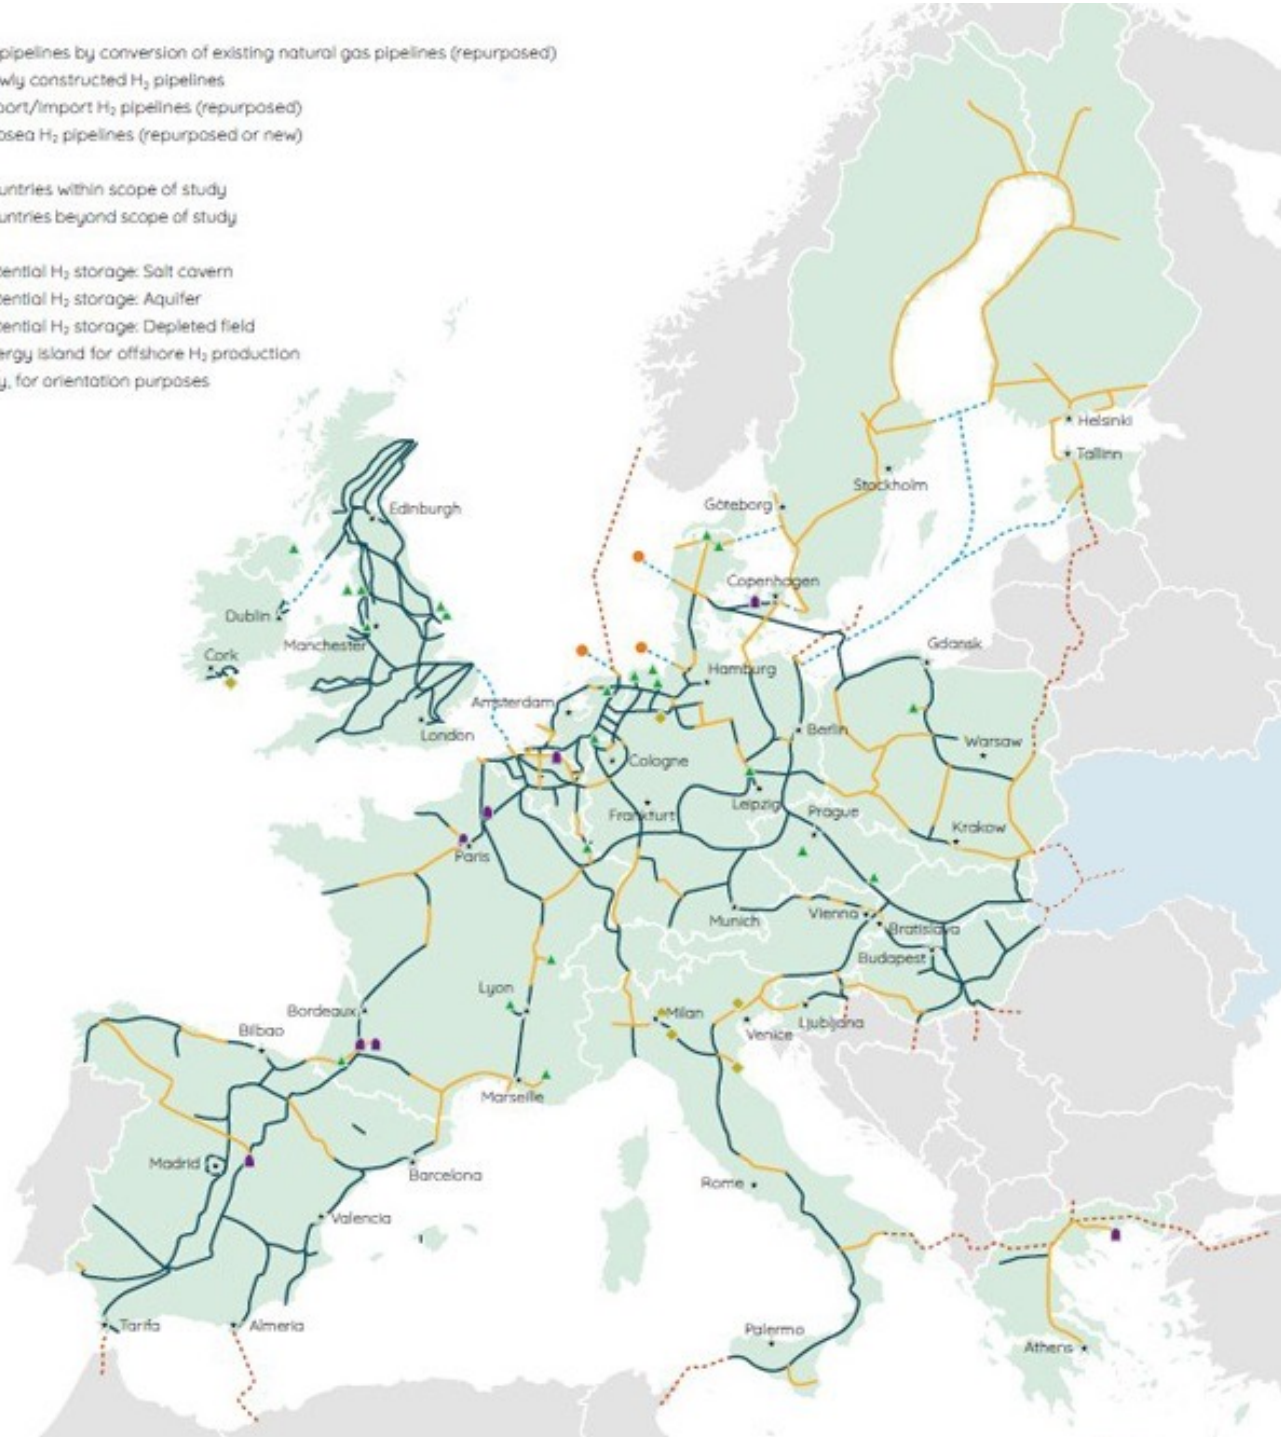 pipelines by conversion of existing natural gas pipelines (repurposed)
wly constructed H₂ pipelines
port/Import H₂ pipelines (repurposed)
bsea H₂ pipelines (repurposed or new)
untries within scope of study
untries beyond scope of study
tential H₂ storage: Salt cavern
tential H₂ storage: Aquifer
tential H₂ storage: Depleted field
ergy island for offshore H₂ production
y, for orientation purposes
Helsinki
Tallinn
Stockholm
Göteborg
Edinburgh
Copenhagen
Dublin
Manchester
Gdansk
Cork
Hamburg
Amsterdam
London
Berlin
Warsaw
Cologne
Leipzig
Frankfurt
Prague
Krakow
Paris
Munich
Vienna
Bratislava
Budapest
Lyon
Bordeaux
Milan
Ljubljana
Bilbao
Venice
Marseille
Madrid
Barcelona
Rome
Valencia
Tarifa
Almeria
Palermo
Athens